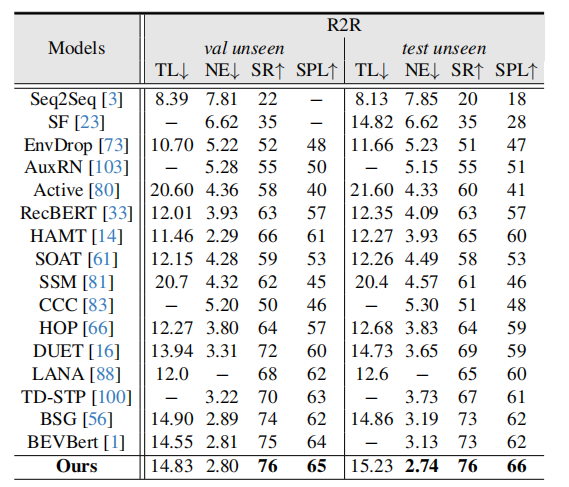 R2R
Models val unseen test unseen
TL↓ NE↓ SR↑ SPL↑ TL↓ NE↓ SR↑ SPL↑
Seq2Seq [3] 8.39 7.81 22 − 8.13 7.85 20 18
SF [23] − 6.62 35 − 14.82 6.62 35 28
EnvDrop [73] 10.70 5.22 52 48 11.66 5.23 51 47
AuxRN [103] − 5.28 55 50 − 5.15 55 51
Active [80] 20.60 4.36 58 40 21.60 4.33 60 41
RecBERT [33] 12.01 3.93 63 57 12.35 4.09 63 57
HAMT [14] 11.46 2.29 66 61 12.27 3.93 65 60
SOAT [61] 12.15 4.28 59 53 12.26 4.49 58 53
SSM [81] 20.7 4.32 62 45 20.4 4.57 61 46
CCC [83] − 5.20 50 46 − 5.30 51 48
HOP [66] 12.27 3.80 64 57 12.68 3.83 64 59
DUET [16] 13.94 3.31 72 60 14.73 3.65 69 59
LANA [88] 12.0 − 68 62 12.6 − 65 60
TD-STP [100] − 3.22 70 63 − 3.73 67 61
BSG [56] 14.90 2.89 74 62 14.86 3.19 73 62
BEVBert [1] 14.55 2.81 75 64 − 3.13 73 62
Ours 14.83 2.80 76 65 15.23 2.74 76 66